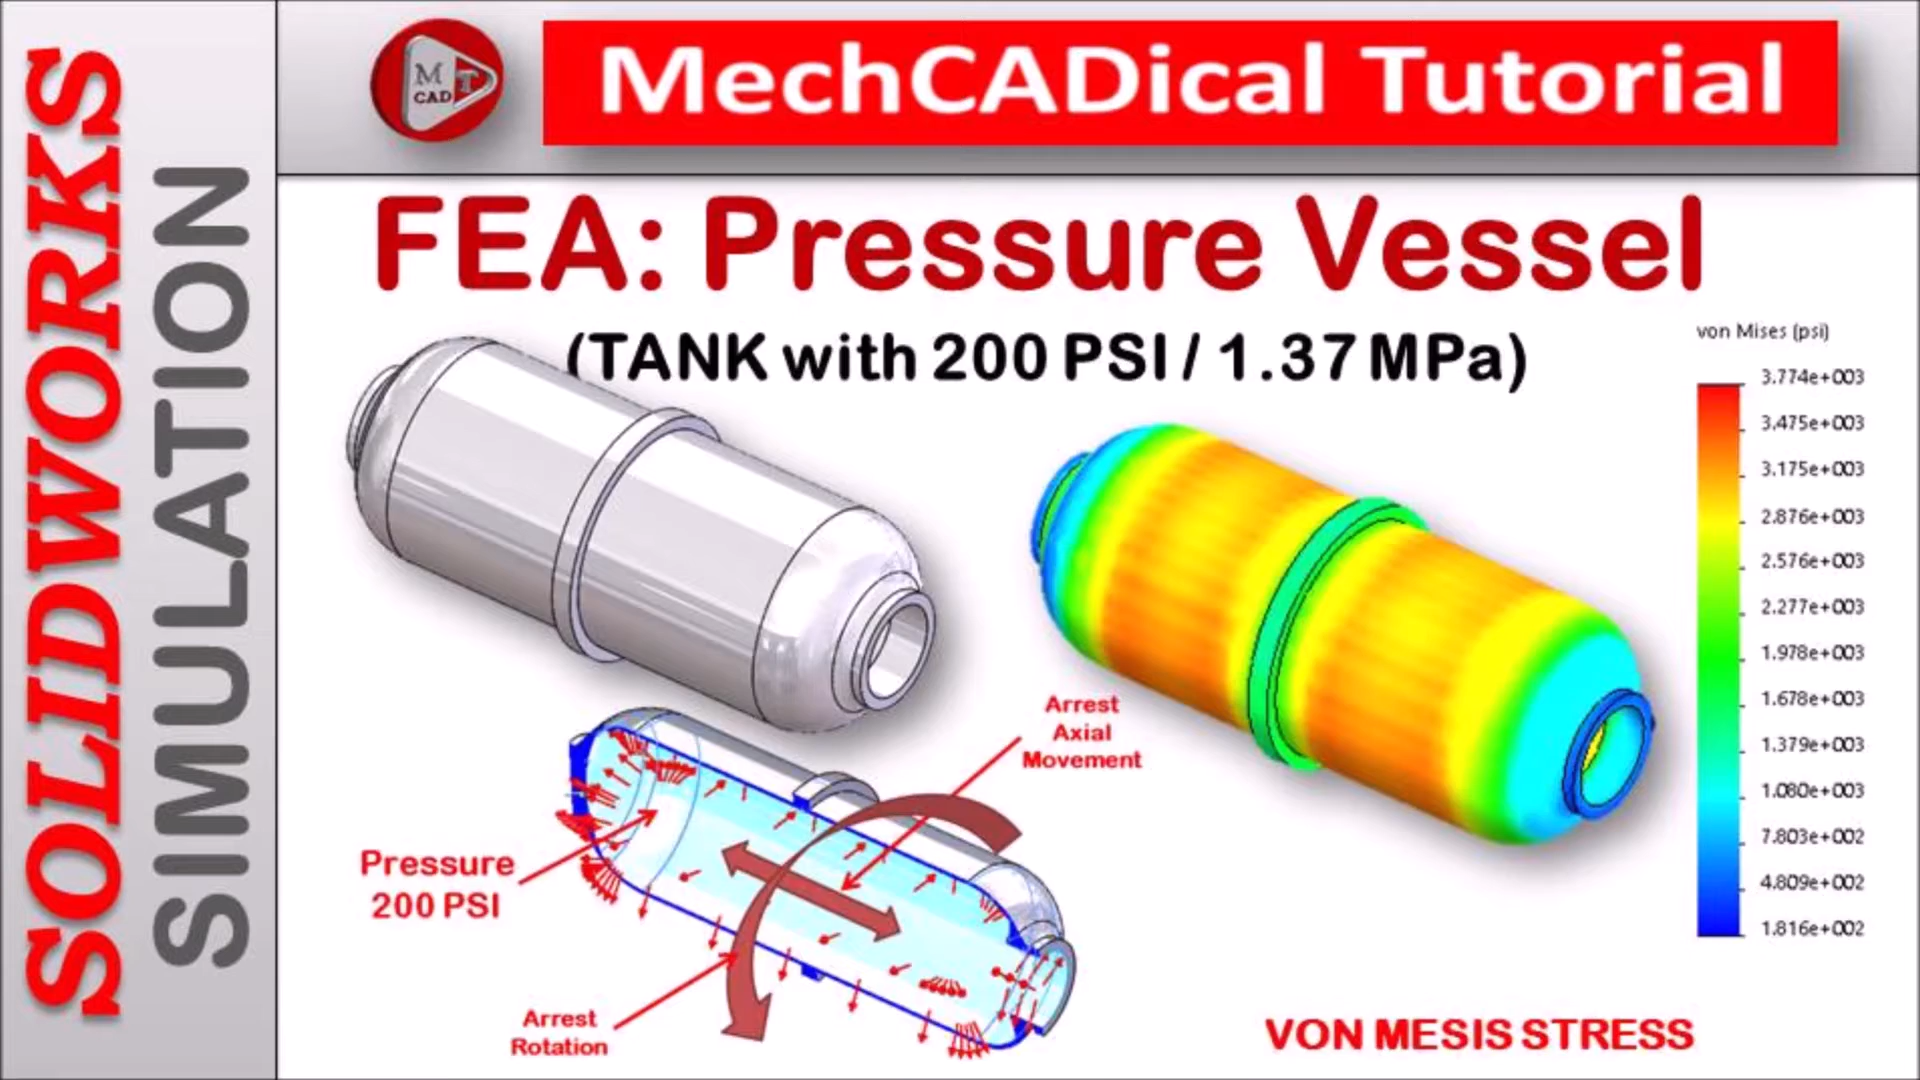 SOLIDWORKS
SIMULATION
M T
CAD
MechCADical Tutorial
FEA: Pressure Vessel
(TANK with 200 PSI / 1.37 MPa)
von Mises (psi)
3.774e+003
3.475e+003
3.175e+003
2.876e+003
2.576e+003
2.277e+003
1.978e+003
1.678e+003
1.379e+003
1.080e+003
7.803e+002
4.809e+002
1.816e+002
Arrest
Axial
Movement
Pressure
200 PSI
Arrest
Rotation
VON MESIS STRESS